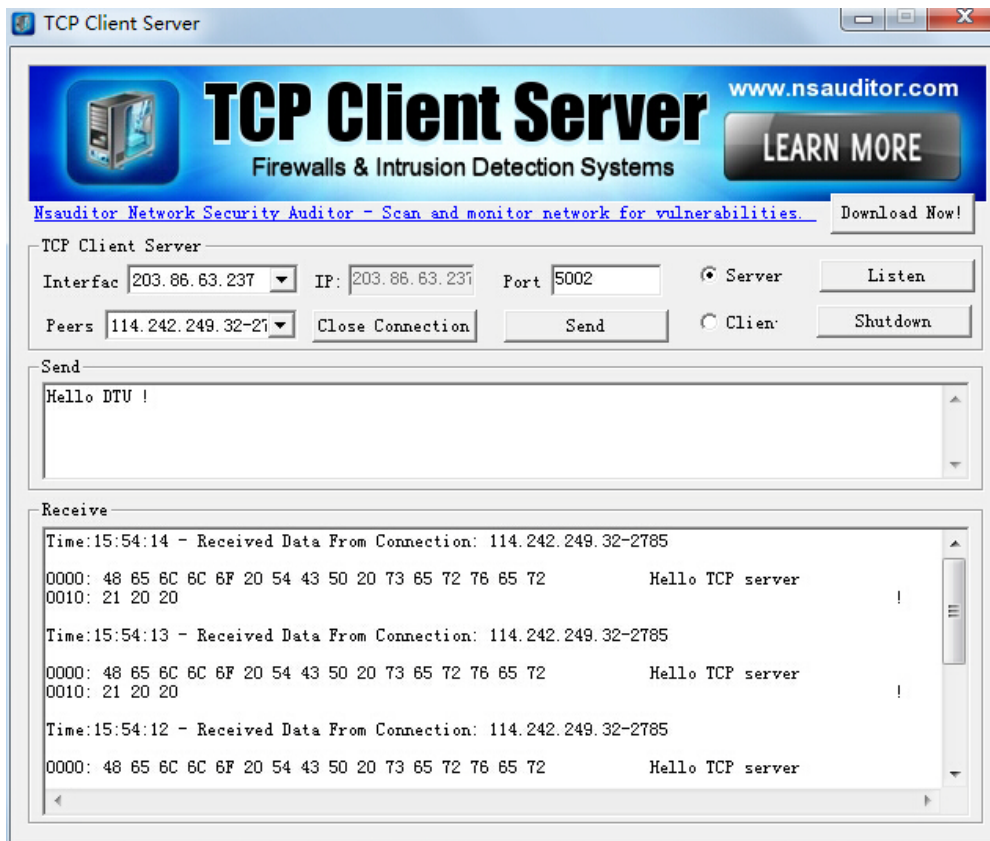 TCP Client Server
TCP Client Server
www.nsauditor.com
Firewalls & Intrusion Detection Systems
LEARN MORE
Nsauditor Network Security Auditor - Scan and monitor network for vulnerabilities.
Download Now!
TCP Client Server
Interfac 203.86.63.237 IP: 203.86.63.237 Port 5002 Server Listen
Peers 114.242.249.32-27 Close Connection Send Clien Shutdown
Send
Hello DTU !
Receive
Time:15:54:14 - Received Data From Connection: 114.242.249.32-2785
0000: 48 65 6C 6C 6F 20 54 43 50 20 73 65 72 76 65 72 Hello TCP server
0010: 21 20 20 !
Time:15:54:13 - Received Data From Connection: 114.242.249.32-2785
0000: 48 65 6C 6C 6F 20 54 43 50 20 73 65 72 76 65 72 Hello TCP server
0010: 21 20 20 !
Time:15:54:12 - Received Data From Connection: 114.242.249.32-2785
0000: 48 65 6C 6C 6F 20 54 43 50 20 73 65 72 76 65 72 Hello TCP server